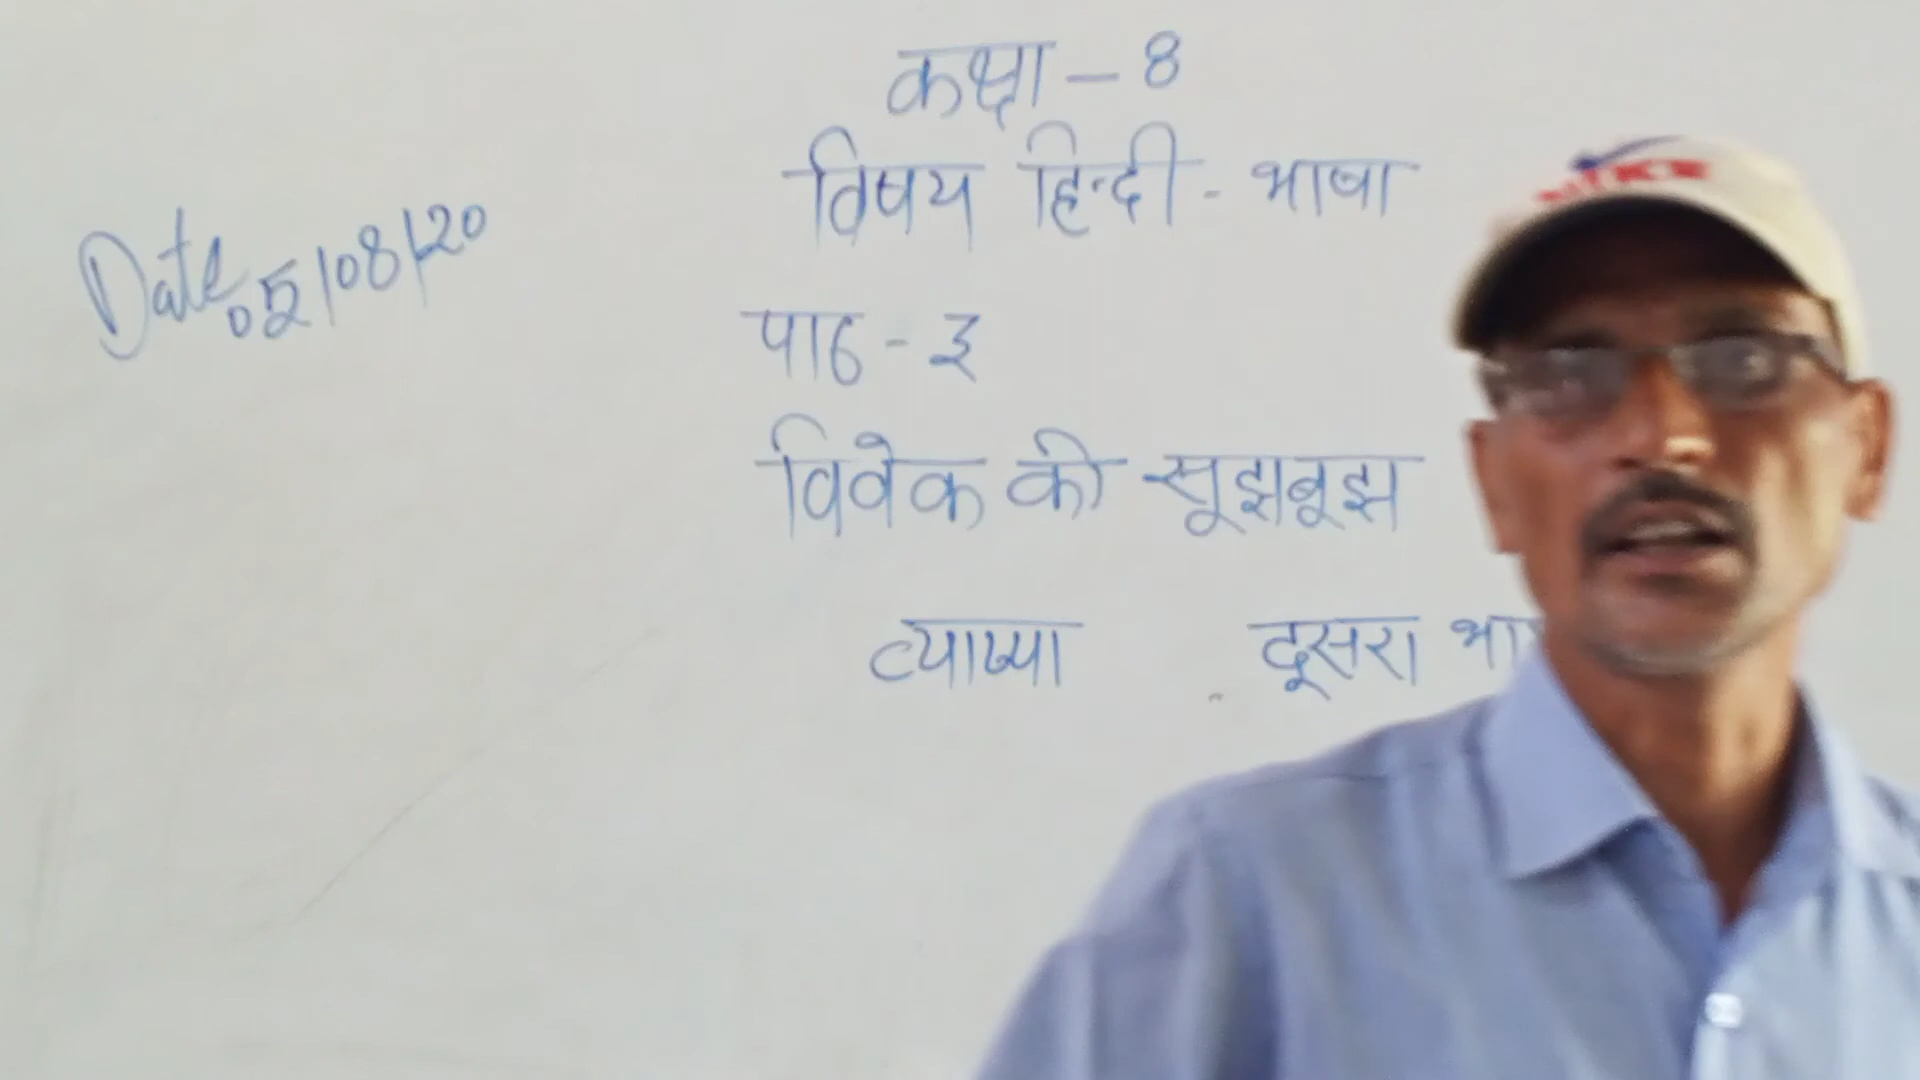 कक्षा - 8
विषय हिन्दी - भाषा
Date 05/08/20
पाठ - 3
विवेक की सूझबूझ
व्याख्या दूसरा